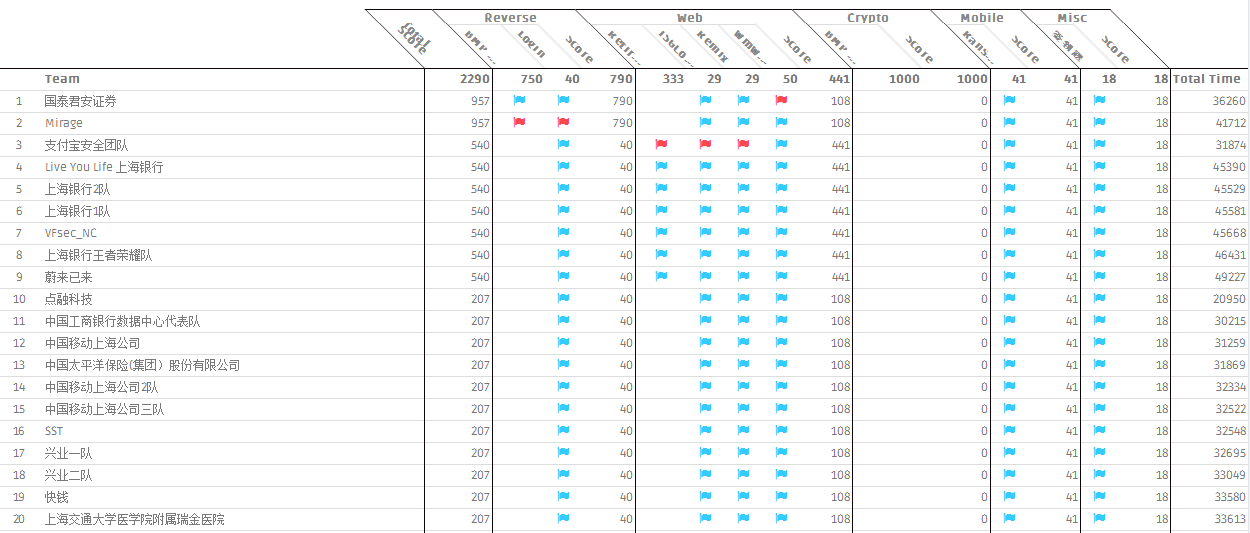 Reverse Web Crypto Mobile Misc
Total Score BMP ... Login Score Retir... ISGLo... Remix WmW... Score BMP ... Score Kans... Score Score
Team 2290 750 40 790 333 29 29 50 441 1000 1000 41 41 18 18 Total Time
1 国泰君安证券 957 790 108 0 41 18 36260
2 Mirage 957 790 108 0 41 18 41712
3 支付宝安全团队 540 40 441 0 41 18 31874
4 Live You Life 上海银行 540 40 441 0 41 18 45390
5 上海银行2队 540 40 441 0 41 18 45529
6 上海银行1队 540 40 441 0 41 18 45581
7 VFsec_NC 540 40 441 0 41 18 45668
8 上海银行王者荣耀队 540 40 441 0 41 18 46431
9 蔚来已来 540 40 441 0 41 18 49227
10 点融科技 207 40 108 0 41 18 20950
11 中国工商银行数据中心代表队 207 40 108 0 41 18 30215
12 中国移动上海公司 207 40 108 0 41 18 31259
13 中国太平洋保险(集团）股份有限公司 207 40 108 0 41 18 31869
14 中国移动上海公司2队 207 40 108 0 41 18 32334
15 中国移动上海公司三队 207 40 108 0 41 18 32522
16 SST 207 40 108 0 41 18 32548
17 兴业一队 207 40 108 0 41 18 32695
18 兴业二队 207 40 108 0 41 18 33049
19 快钱 207 40 108 0 41 18 33580
20 上海交通大学医学院附属瑞金医院 207 40 108 0 41 18 33613